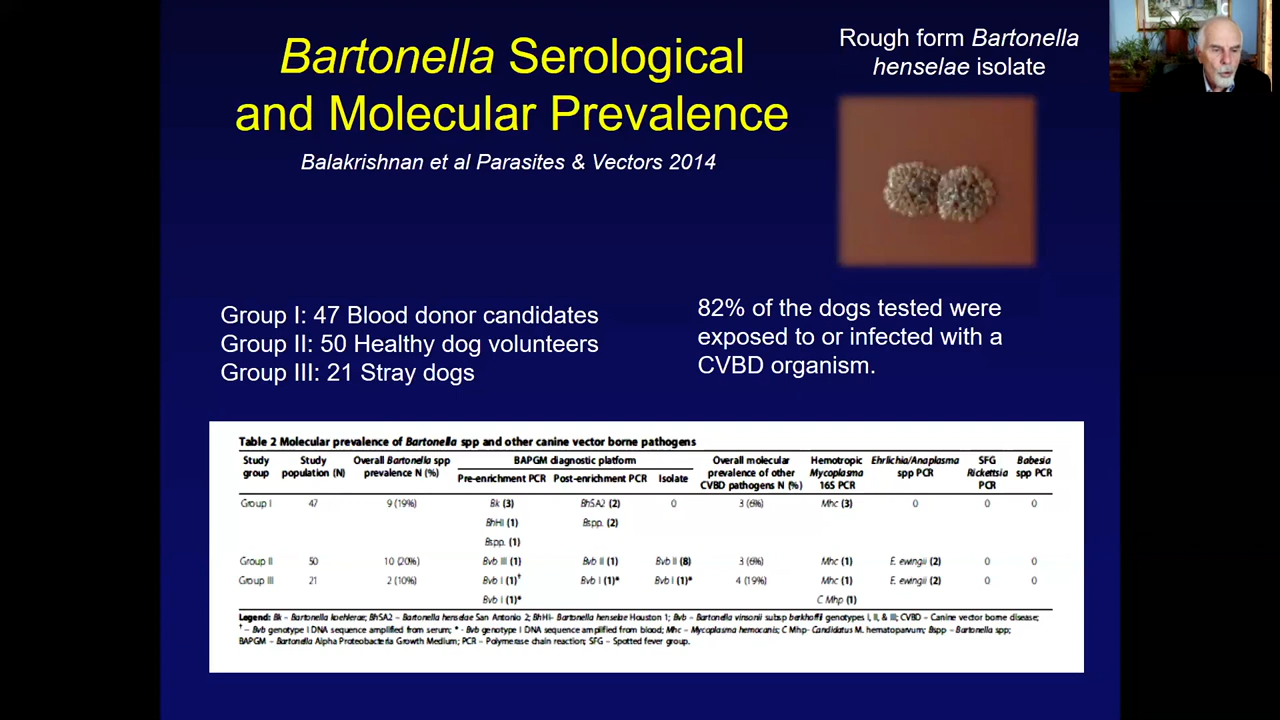 Bartonella Serological
and Molecular Prevalence
Balakrishnan et al Parasites & Vectors 2014
Rough form Bartonella
henselae isolate
Group I: 47 Blood donor candidates
Group II: 50 Healthy dog volunteers
Group III: 21 Stray dogs
82% of the dogs tested were
exposed to or infected with a
CVBD organism.
Table 2 Molecular prevalence of Bartonella spp and other canine vector borne pathogens
Study group Study population (N) Overall Bartonella spp prevalence N (%) BAPGM diagnostic platform Overall molecular prevalence of other CVBD pathogens N (%) Hemotropic Mycoplasma 16S PCR Ehrlichia/Anaplasma spp PCR SFG Rickettsia PCR Babesia spp PCR
Pre-enrichment PCR Post-enrichment PCR Isolate
Group I 47 9 (19%) Bk (3) BhSA2 (2) 0 3 (6%) Mhc (3) 0 0 0
BhHI (1) Bspp. (2)
Bspp. (1)
Group II 50 10 (20%) Bvb III (1) Bvb II (1) Bvb II (8) 3 (6%) Mhc (1) E. ewingii (2) 0 0
Group III 21 2 (10%) Bvb I (1)† Bvb I (1)* Bvb I (1)* 4 (19%) Mhc (1) E. ewingii (2) 0 0
Bvb I (1)* C Mhp (1)
Legend: Bk – Bartonella koehlerae; BhSA2 – Bartonella henselae San Antonio 2; BhHI- Bartonella henselae Houston 1; Bvb – Bartonella vinsonii subsp berkhoffii genotypes I, II, & III; CVBD – Canine vector borne disease;
† – Bvb genotype I DNA sequence amplified from serum; * - Bvb genotype I DNA sequence amplified from blood; Mhc – Mycoplasma hemocanis; C Mhp- Candidatus M. hematoparvum; Bspp – Bartonella spp;
BAPGM – Bartonella Alpha Proteobacteria Growth Medium; PCR – Polymerase chain reaction; SFG – Spotted fever group.